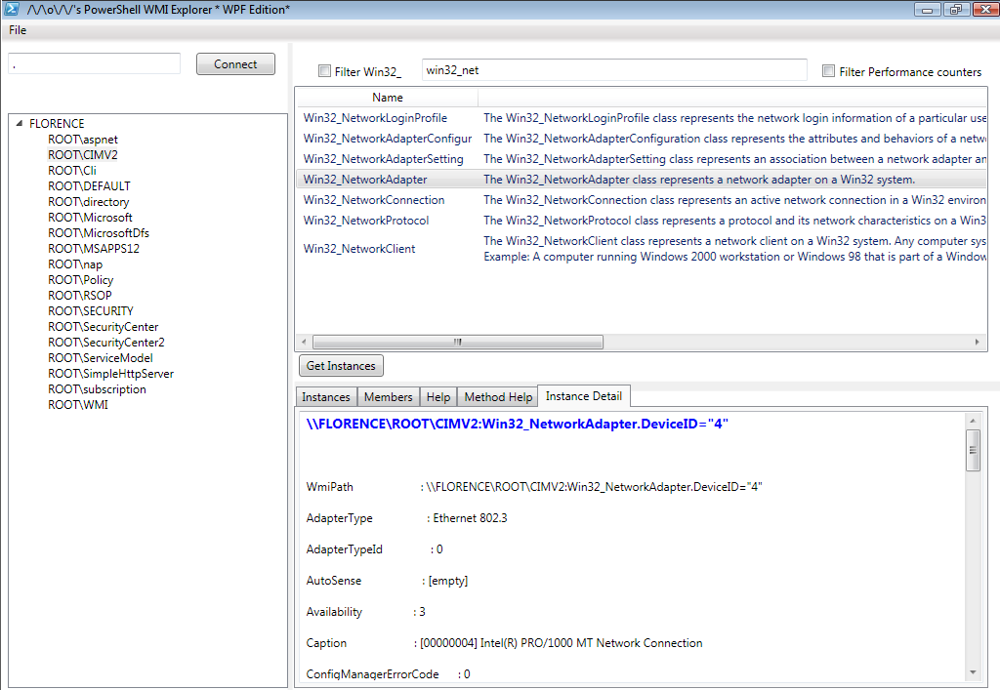 /\/\o\/\/'s PowerShell WMI Explorer * WPF Edition*
File
.
Connect
Filter Win32_
win32_net
Filter Performance counters
FLORENCE
ROOT\aspnet
ROOT\CIMV2
ROOT\Cli
ROOT\DEFAULT
ROOT\directory
ROOT\Microsoft
ROOT\MicrosoftDfs
ROOT\MSAPPS12
ROOT\nap
ROOT\Policy
ROOT\RSOP
ROOT\SECURITY
ROOT\SecurityCenter
ROOT\SecurityCenter2
ROOT\ServiceModel
ROOT\SimpleHttpServer
ROOT\subscription
ROOT\WMI
Name
Win32_NetworkLoginProfile The Win32_NetworkLoginProfile class represents the network login information of a particular use
Win32_NetworkAdapterConfigur The Win32_NetworkAdapterConfiguration class represents the attributes and behaviors of a netw
Win32_NetworkAdapterSetting The Win32_NetworkAdapterSetting class represents an association between a network adapter an
Win32_NetworkAdapter The Win32_NetworkAdapter class represents a network adapter on a Win32 system.
Win32_NetworkConnection The Win32_NetworkConnection class represents an active network connection in a Win32 environ
Win32_NetworkProtocol The Win32_NetworkProtocol class represents a protocol and its network characteristics on a Win3
Win32_NetworkClient The Win32_NetworkClient class represents a network client on a Win32 system. Any computer sys
Example: A computer running Windows 2000 workstation or Windows 98 that is part of a Window
Get Instances
Instances Members Help Method Help Instance Detail
\\FLORENCE\ROOT\CIMV2:Win32_NetworkAdapter.DeviceID="4"
WmiPath : \\FLORENCE\ROOT\CIMV2:Win32_NetworkAdapter.DeviceID="4"
AdapterType : Ethernet 802.3
AdapterTypeId : 0
AutoSense : [empty]
Availability : 3
Caption : [00000004] Intel(R) PRO/1000 MT Network Connection
ConfigManagerErrorCode : 0